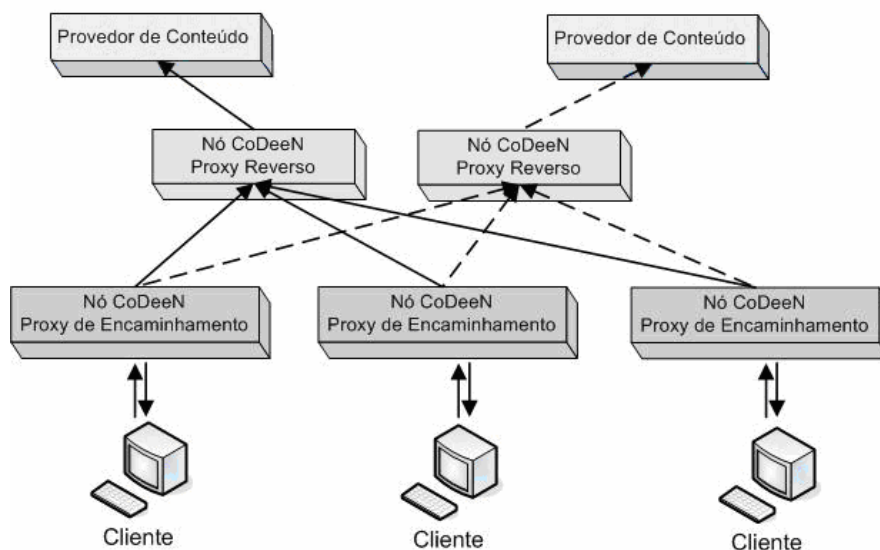 Provedor de Conteúdo
Provedor de Conteúdo
Nó CoDeeN
Proxy Reverso
Nó CoDeeN
Proxy Reverso
Nó CoDeeN
Proxy de Encaminhamento
Nó CoDeeN
Proxy de Encaminhamento
Nó CoDeeN
Proxy de Encaminhamento
Cliente
Cliente
Cliente